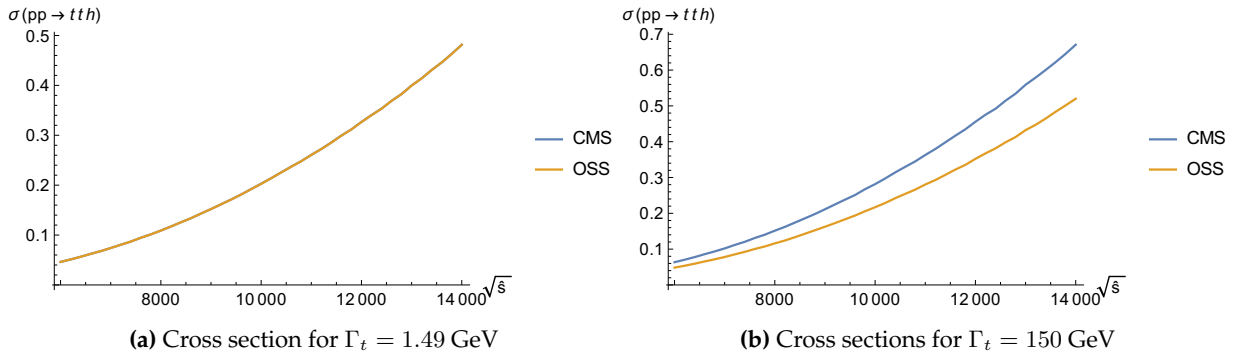 σ(pp → t t h)
0.5
0.4
0.3
0.2
0.1
8000
10 000
12 000
14 000
√ŝ
CMS
OSS
(a) Cross section for Γt = 1.49 GeV
σ(pp → t t h)
0.7
0.6
0.5
0.4
0.3
0.2
0.1
8000
10 000
12 000
14 000
√ŝ
CMS
OSS
(b) Cross sections for Γt = 150 GeV